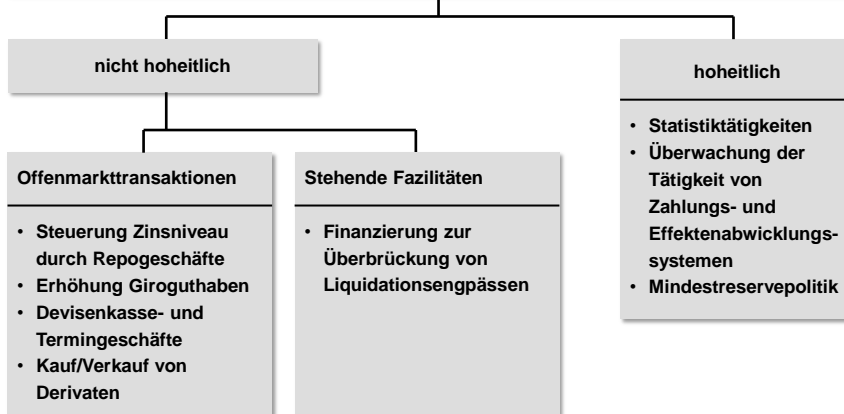 nicht hoheitlich
hoheitlich
• Statistiktätigkeiten
• Überwachung der
Tätigkeit von
Zahlungs- und
Effektenabwicklungs-
systemen
• Mindestreservepolitik
Offenmarkttransaktionen
• Steuerung Zinsniveau
durch Repogeschäfte
• Erhöhung Giroguthaben
• Devisenkasse- und
Termingeschäfte
• Kauf/Verkauf von
Derivaten
Stehende Fazilitäten
• Finanzierung zur
Überbrückung von
Liquidationsengpässen